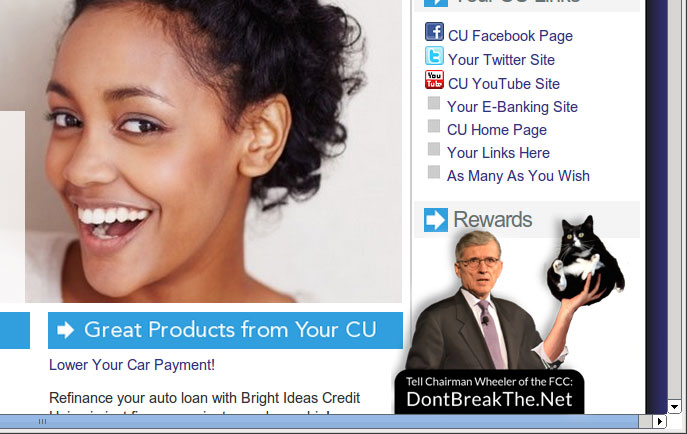 Your CU Links
CU Facebook Page
Your Twitter Site
You
Tube
CU YouTube Site
Your E-Banking Site
CU Home Page
Your Links Here
As Many As You Wish
Rewards
Great Products from Your CU
Lower Your Car Payment!
Refinance your auto loan with Bright Ideas Credit
Tell Chairman Wheeler of the FCC:
DontBreakThe.Net